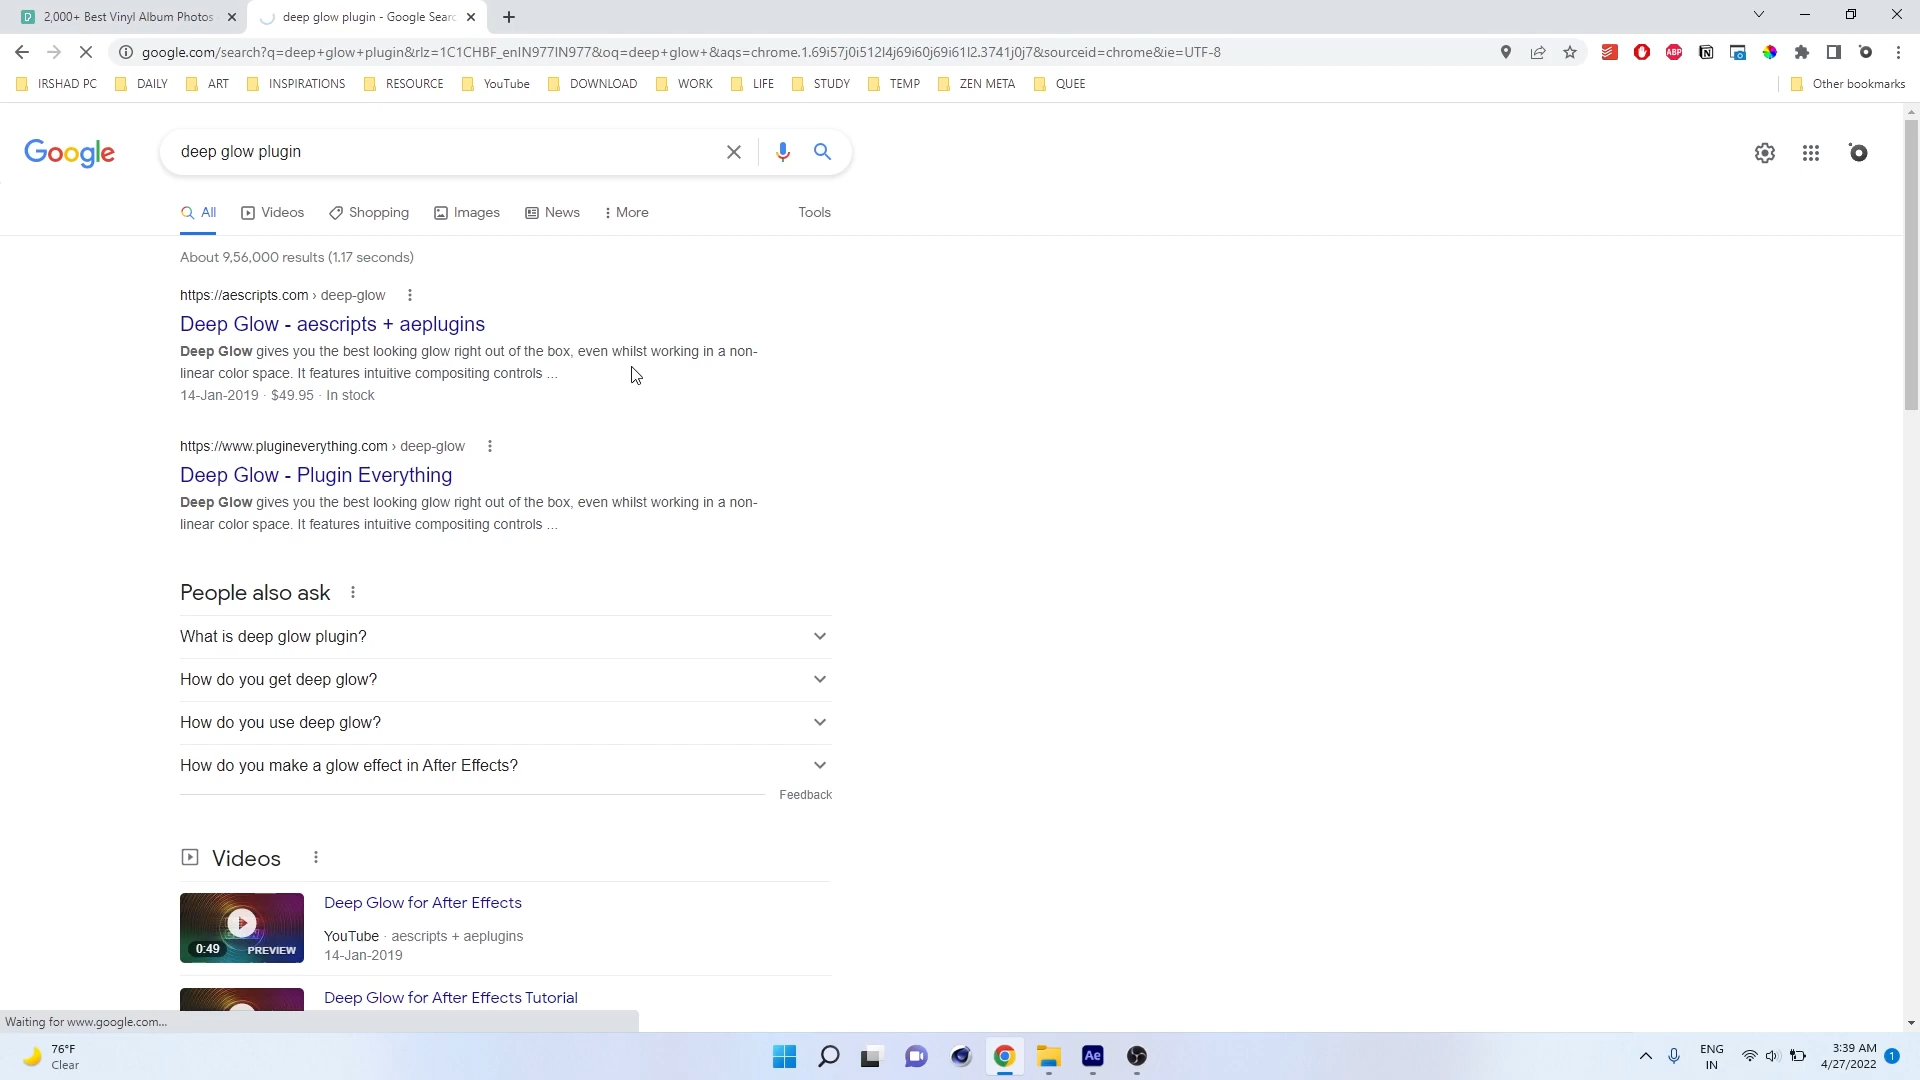 2,000+ Best Vinyl Album Photos
deep glow plugin - Google Searc
google.com/search?q=deep+glow+plugin&rlz=1C1CHBF_enIN977IN977&oq=deep+glow+&aqs=chrome.1.69i57j0i512l4j69i60j69i61l2.3741j0j7&sourceid=chrome&ie=UTF-8
IRSHAD PC DAILY ART INSPIRATIONS RESOURCE YouTube DOWNLOAD WORK LIFE STUDY TEMP ZEN META QUEE Other bookmarks
Google
deep glow plugin
All Videos Shopping Images News More Tools
About 9,56,000 results (1.17 seconds)
https://aescripts.com › deep-glow
Deep Glow - aescripts + aeplugins
Deep Glow gives you the best looking glow right out of the box, even whilst working in a non-
linear color space. It features intuitive compositing controls ...
14-Jan-2019 · $49.95 · In stock
https://www.plugineverything.com › deep-glow
Deep Glow - Plugin Everything
Deep Glow gives you the best looking glow right out of the box, even whilst working in a non-
linear color space. It features intuitive compositing controls ...
People also ask
What is deep glow plugin?
How do you get deep glow?
How do you use deep glow?
How do you make a glow effect in After Effects?
Feedback
Videos
0:49 PREVIEW
Deep Glow for After Effects
YouTube · aescripts + aeplugins
14-Jan-2019
Deep Glow for After Effects Tutorial
Waiting for www.google.com...
76°F
Clear
Ae
ENG
IN
3:39 AM
4/27/2022
1